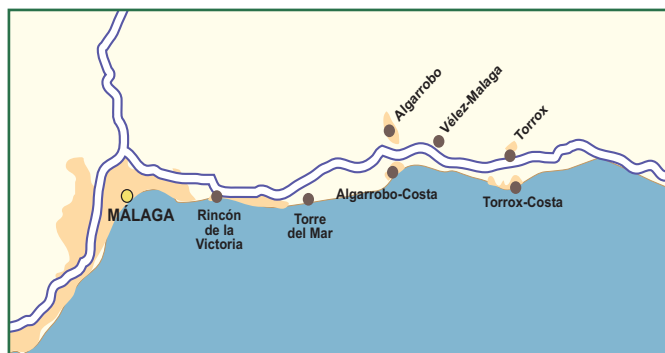 Algarrobo
Vélez-Malaga
Torrox
MÁLAGA
Rincón
de la
Victoria
Torre
del Mar
Algarrobo-Costa
Torrox-Costa